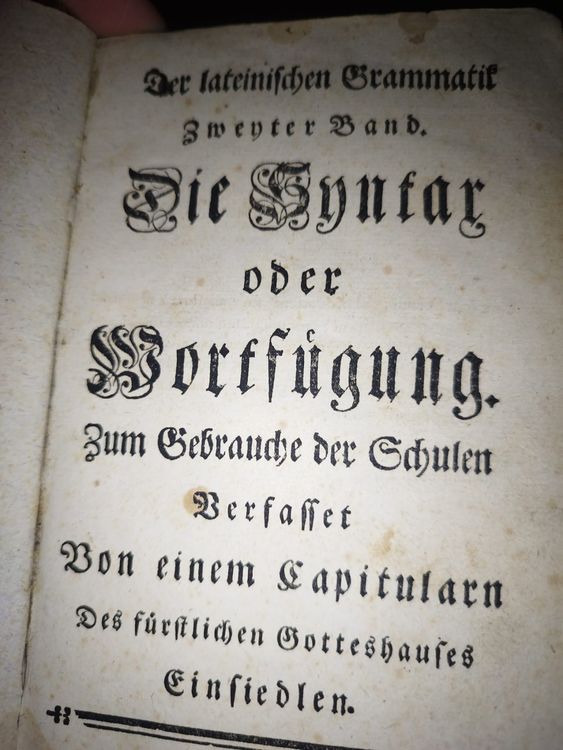 Der lateinischen Grammatik
Zweyter Band.
Die Syntax
oder
Wortfügung.
Zum Gebrauche der Schulen
Verfasset
Von einem Capitularn
Des fürstlichen Gotteshauses
Einsiedlen.